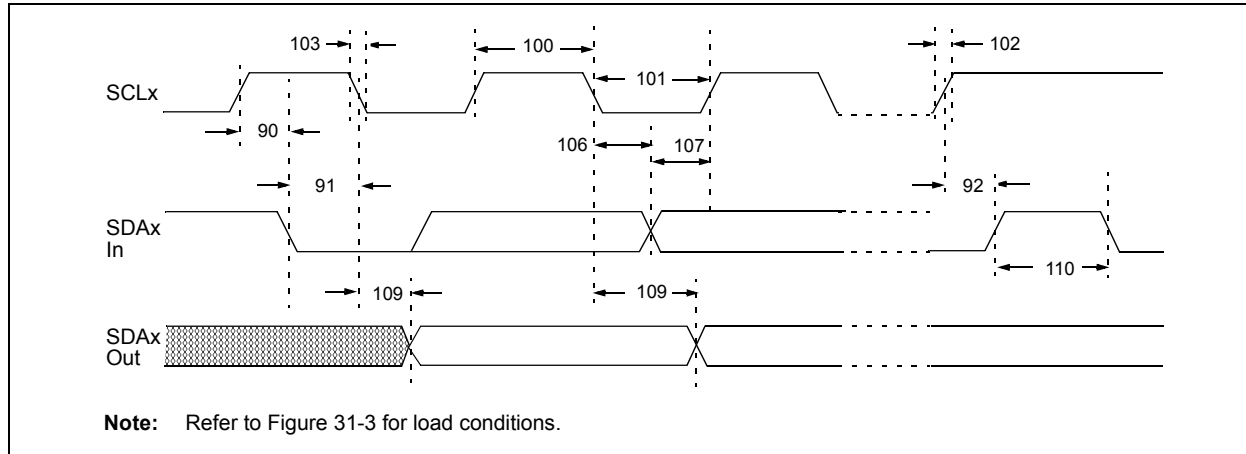 103 100 102
101
SCLx
90 106 107
91 92
SDAx
In
110
109 109
SDAx
Out
Note: Refer to Figure 31-3 for load conditions.